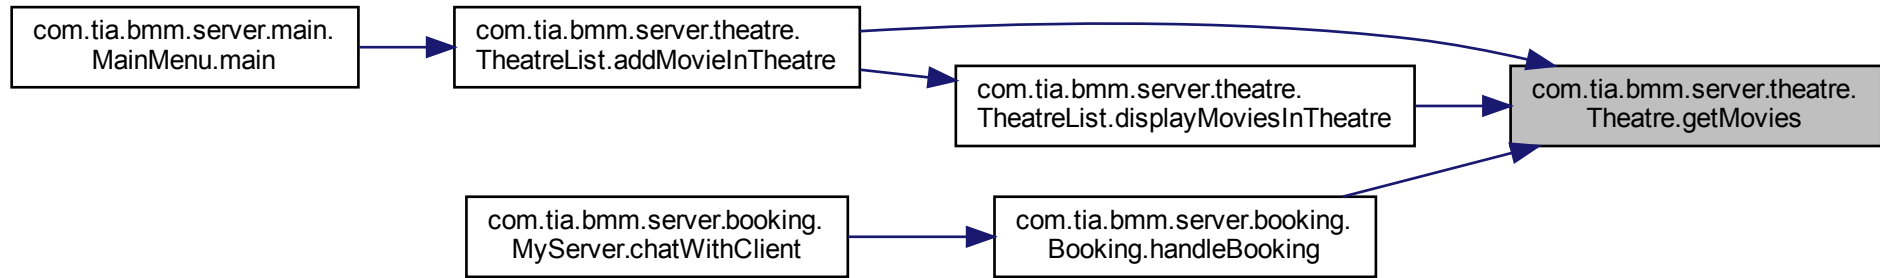 com.tia.bmm.server.main.
MainMenu.main
com.tia.bmm.server.theatre.
TheatreList.addMovieInTheatre
com.tia.bmm.server.theatre.
TheatreList.displayMoviesInTheatre
com.tia.bmm.server.theatre.
Theatre.getMovies
com.tia.bmm.server.booking.
MyServer.chatWithClient
com.tia.bmm.server.booking.
Booking.handleBooking